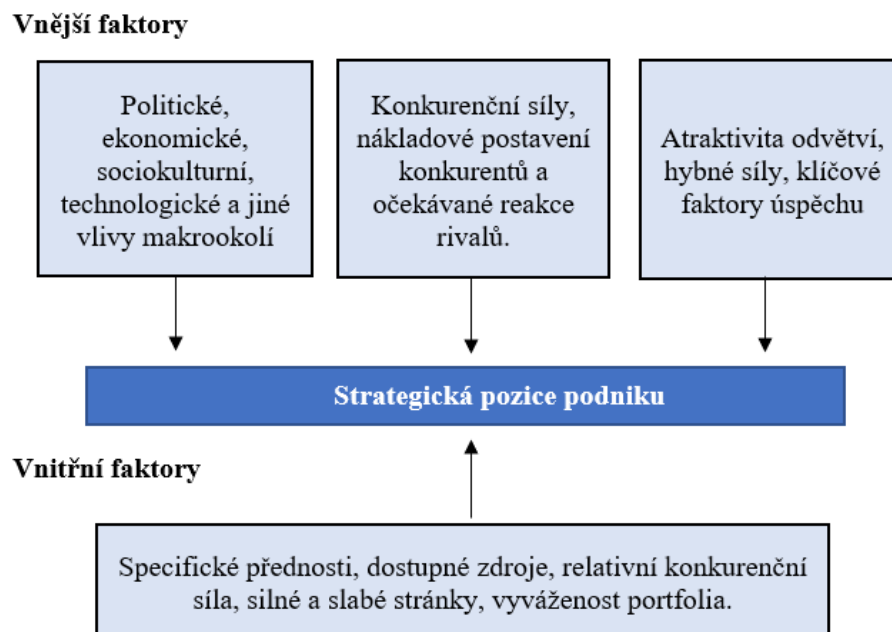 Vnější faktory
Politické,
ekonomické,
sociokulturní,
technologické a jiné
vlivy makrookolí
Konkurenční síly,
nákladové postavení
konkurentů a
očekávané reakce
rivalů.
Atraktivita odvětví,
hybné síly, klíčové
faktory úspěchu
Strategická pozice podniku
Vnitřní faktory
Specifické přednosti, dostupné zdroje, relativní konkurenční
síla, silné a slabé stránky, vyváženost portfolia.